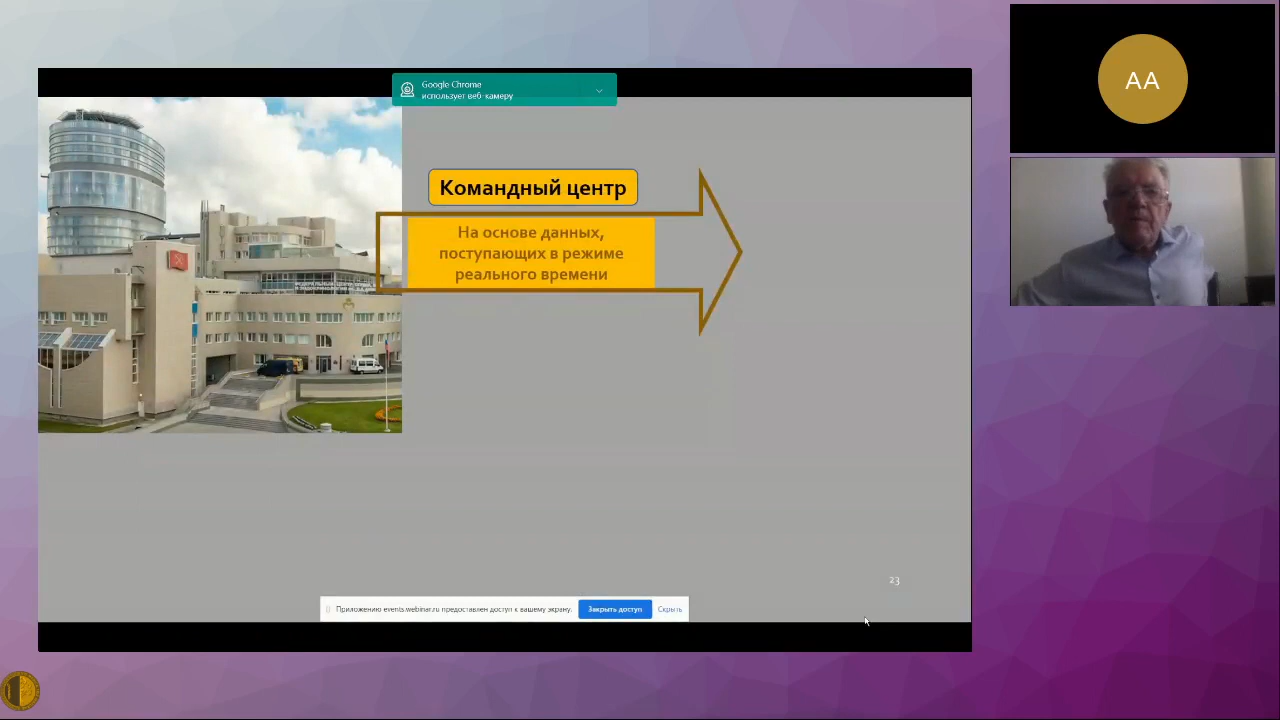 Google Chrome
использует веб-камеру
AA
Командный центр
На основе данных,
поступающих в режиме
реального времени
23
Приложению events.webinar.ru предоставлен доступ к вашему экрану.
Закрыть доступ
Скрыть